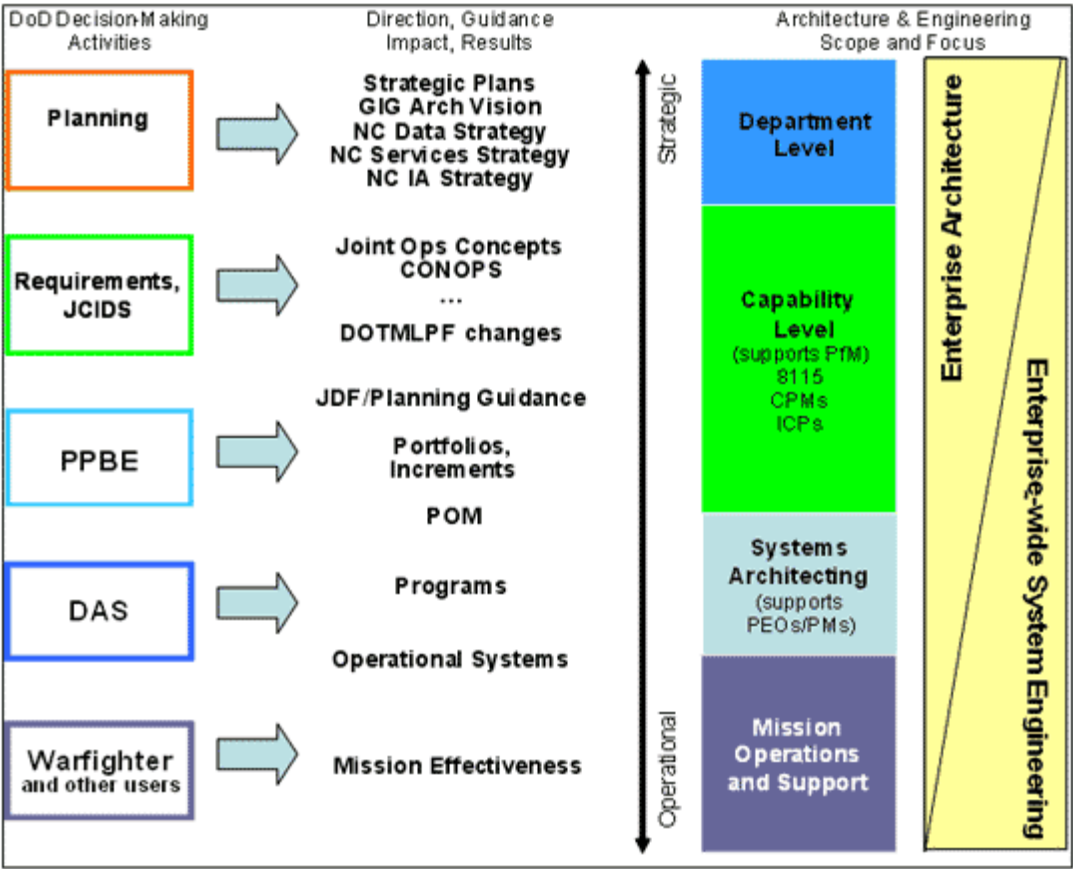 DoD Decision-Making
Activities
Direction, Guidance
Impact, Results
Architecture & Engineering
Scope and Focus
Planning
Strategic Plans
GIG Arch Vision
NC Data Strategy
NC Services Strategy
NC IA Strategy
Strategic
Department
Level
Enterprise Architecture
Requirements,
JCIDS
Joint Ops Concepts
CONOPS
...
DOTMLPF changes
Capability
Level
(supports PfM)
8115
CPMs
ICPs
PPBE
JDF/Planning Guidance
Portfolios,
Increments
POM
Enterprise-wide System Engineering
DAS
Programs
Operational Systems
Systems
Architecting
(supports
PEOs/PMs)
Warfighter
and other users
Mission Effectiveness
Operational
Mission
Operations
and Support